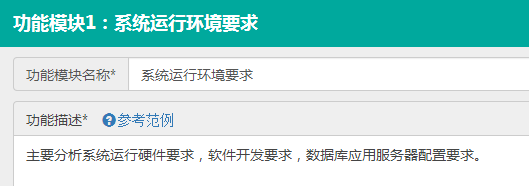 功能模块1：系统运行环境要求
功能模块名称* 系统运行环境要求
功能描述* 参考范例
主要分析系统运行硬件要求，软件开发要求，数据库应用服务器配置要求。